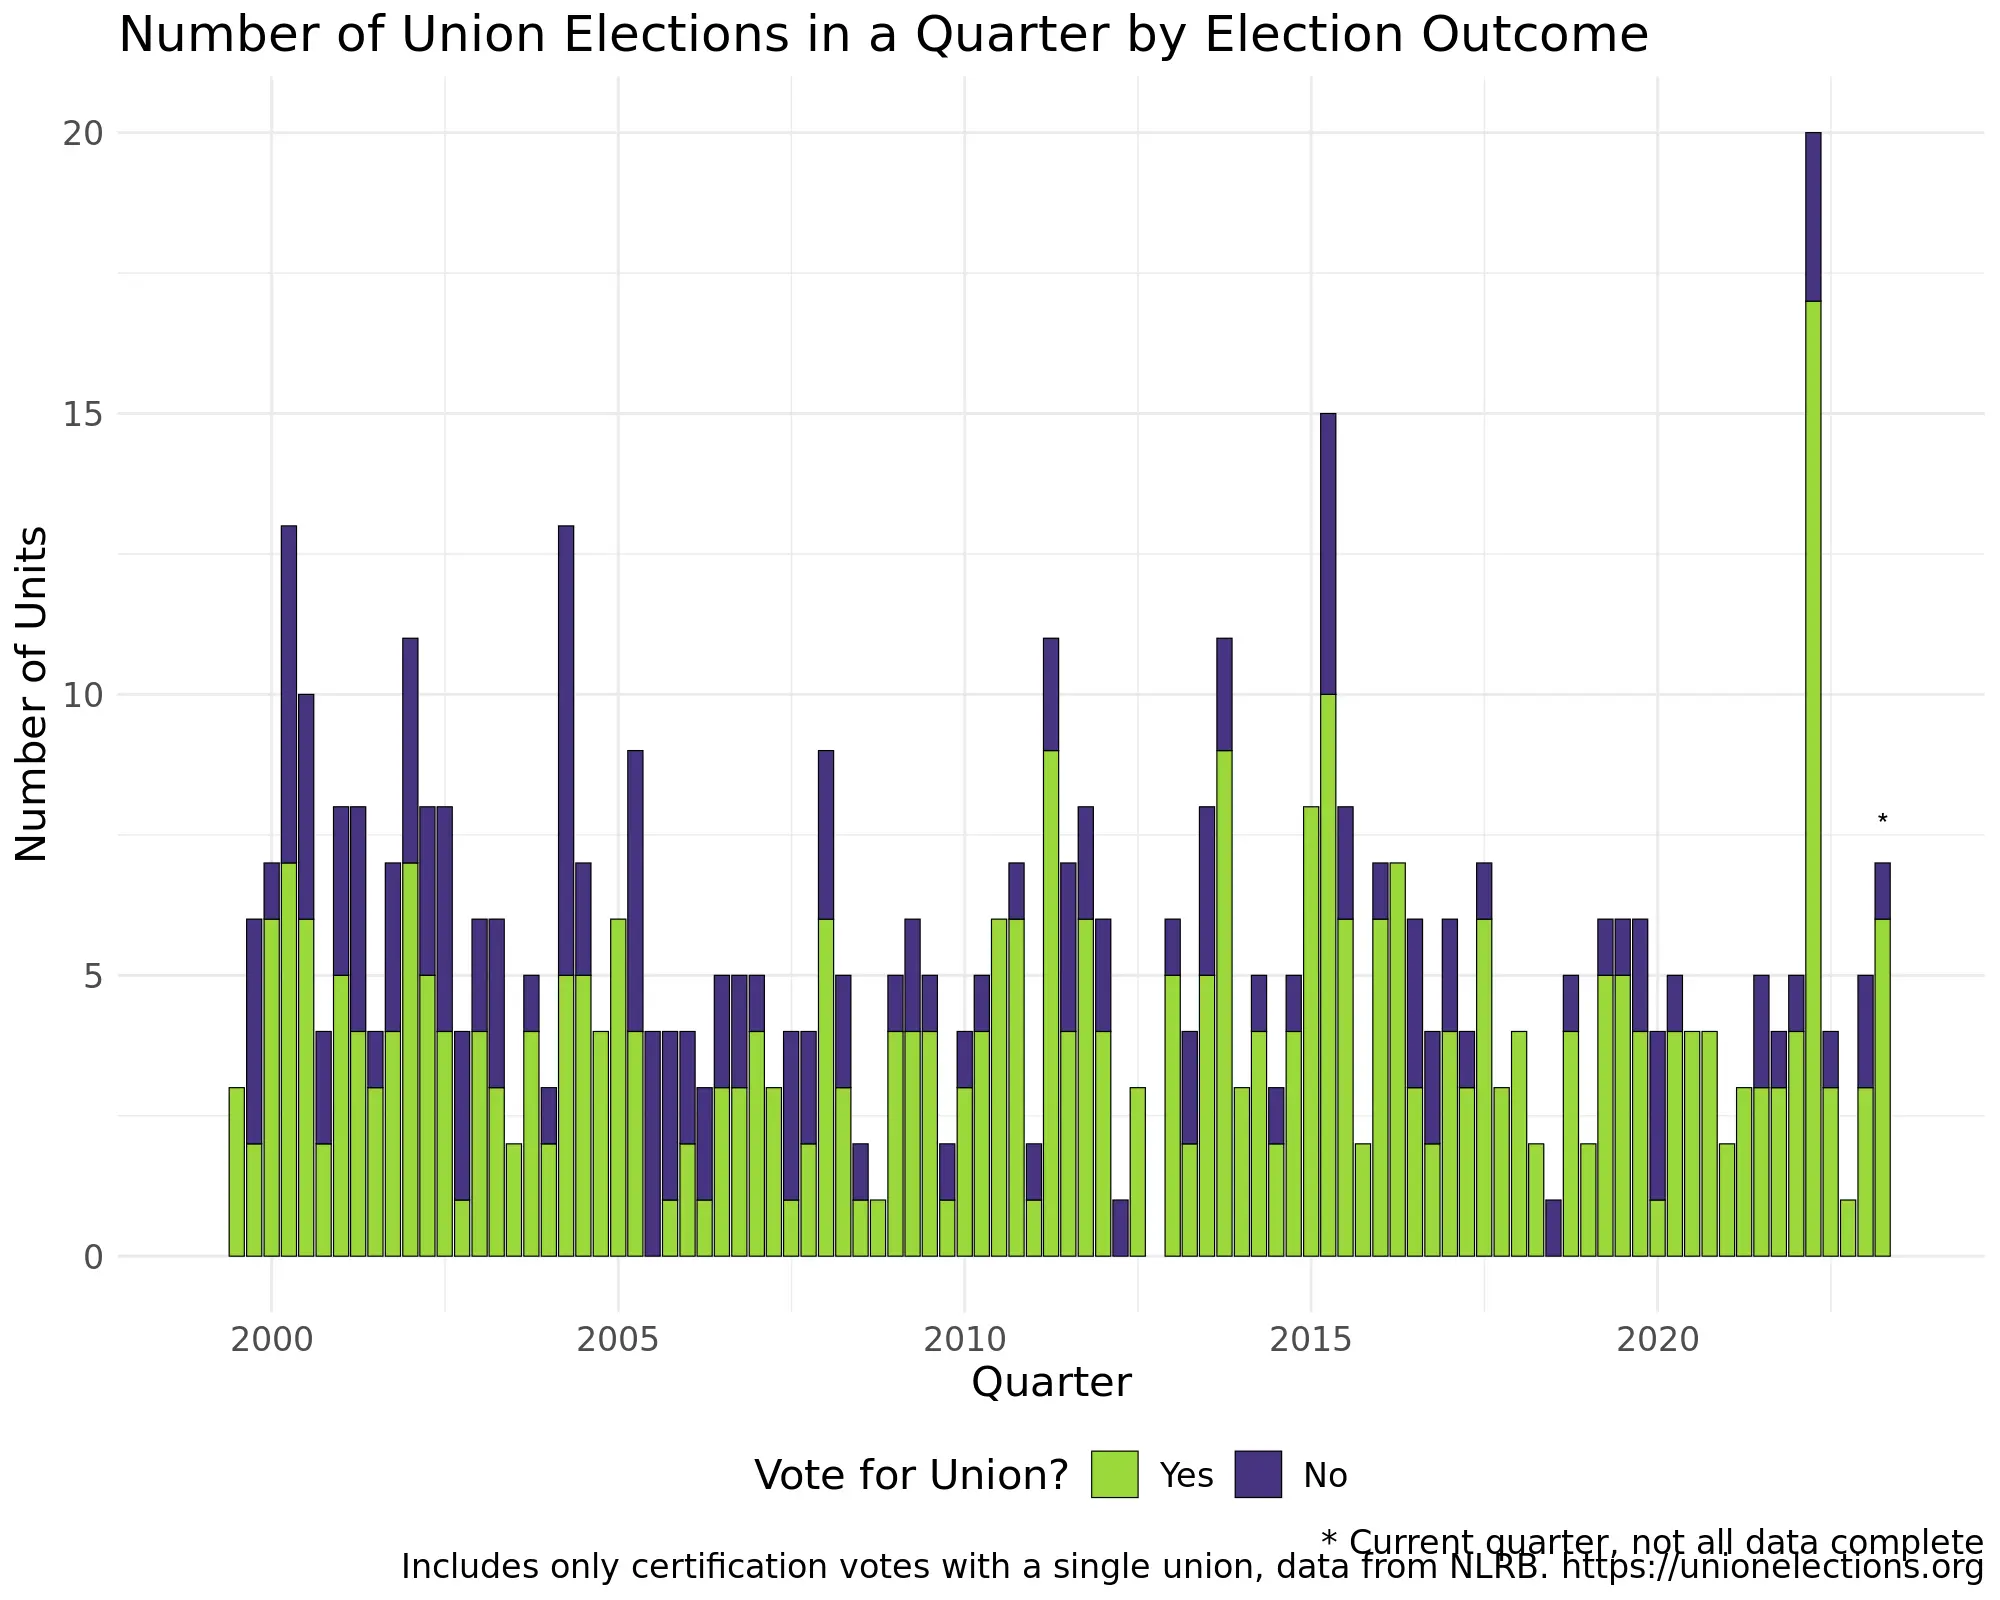 Number of Union Elections in a Quarter by Election Outcome
Number of Units
20
15
10
5
0
*
2000 2005 2010 2015 2020
Quarter
Vote for Union? Yes No
* Current quarter, not all data complete
Includes only certification votes with a single union, data from NLRB. https://unionelections.org